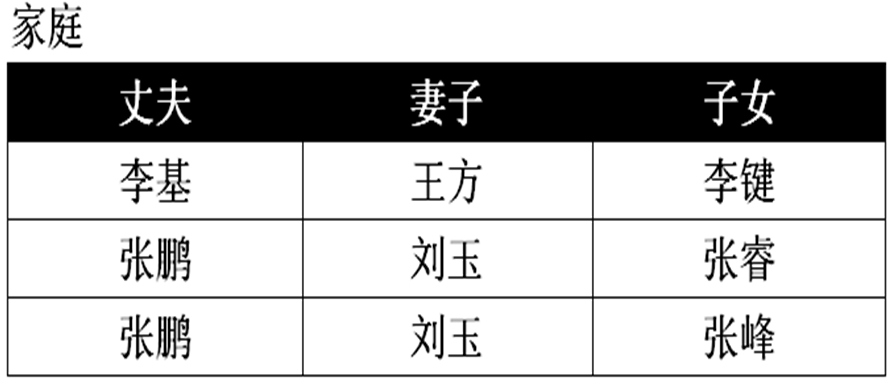 家庭
丈夫 妻子 子女
李基 王方 李键
张鹏 刘玉 张睿
张鹏 刘玉 张峰